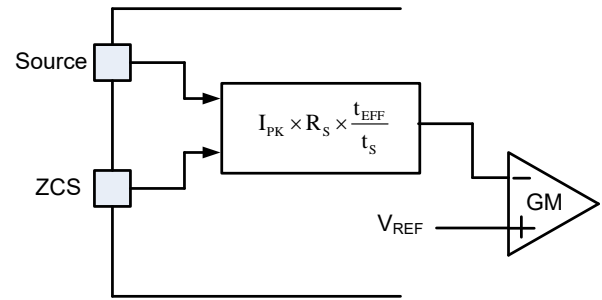 Source
I_PK × R_S × t_EFF / t_S
ZCS
−
GM
V_REF
+